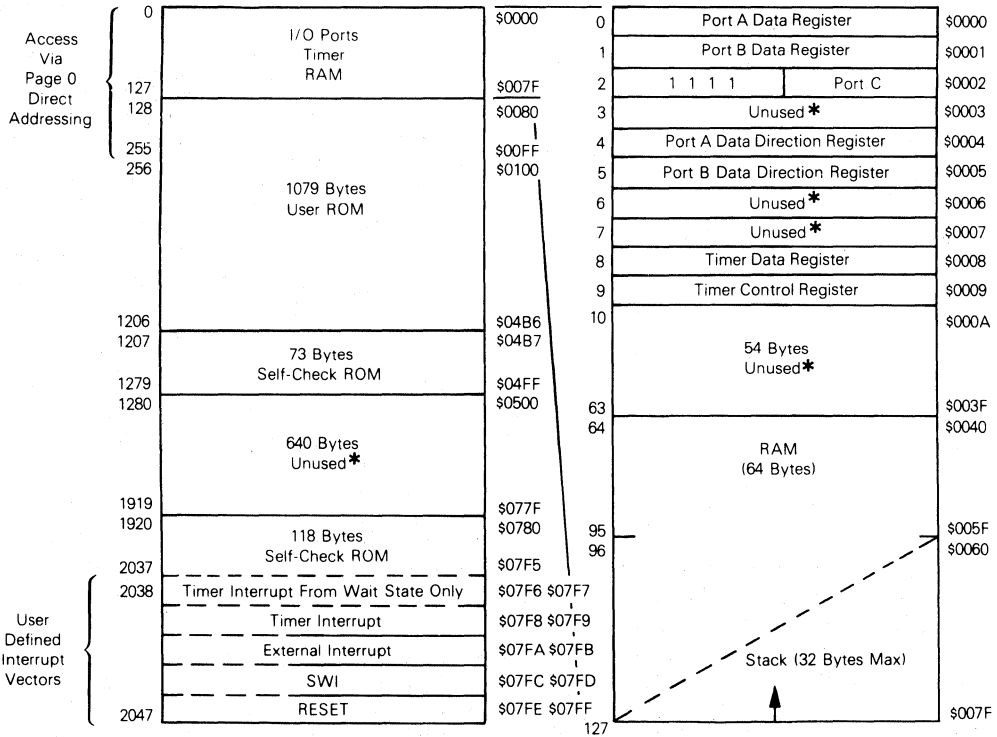 Access
Via
Page 0
Direct
Addressing
0
I/O Ports
Timer
RAM
$0000
127
$007F
128
$0080
255
$00FF
256
$0100
1079 Bytes
User ROM
1206
$04B6
1207
$04B7
73 Bytes
Self-Check ROM
1279
$04FF
1280
$0500
640 Bytes
Unused*
1919
$077F
1920
$0780
118 Bytes
Self-Check ROM
2037
$07F5
User
Defined
Interrupt
Vectors
2038
Timer Interrupt From Wait State Only
$07F6 $07F7
Timer Interrupt
$07F8 $07F9
External Interrupt
$07FA $07FB
SWI
$07FC $07FD
RESET
$07FE $07FF
2047
0
Port A Data Register
$0000
1
Port B Data Register
$0001
2
1 1 1 1
Port C
$0002
3
Unused*
$0003
4
Port A Data Direction Register
$0004
5
Port B Data Direction Register
$0005
6
Unused*
$0006
7
Unused*
$0007
8
Timer Data Register
$0008
9
Timer Control Register
$0009
10
$000A
54 Bytes
Unused*
63
$003F
64
$0040
RAM
(64 Bytes)
95
$005F
96
$0060
Stack (32 Bytes Max)
127
$007F